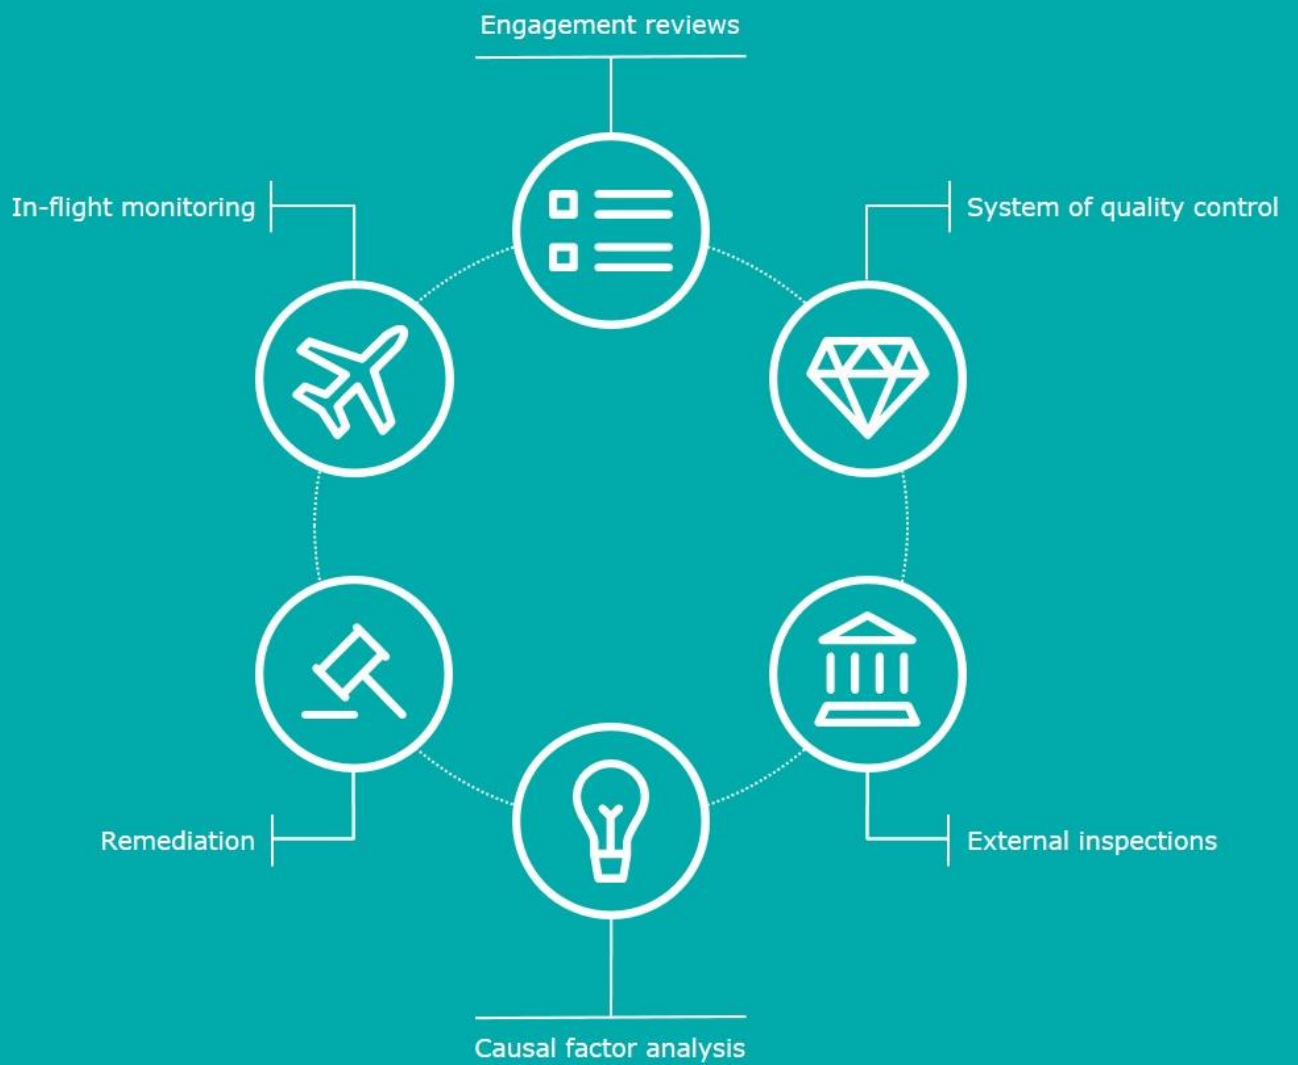 Engagement reviews
In-flight monitoring
System of quality control
Remediation
External inspections
Causal factor analysis